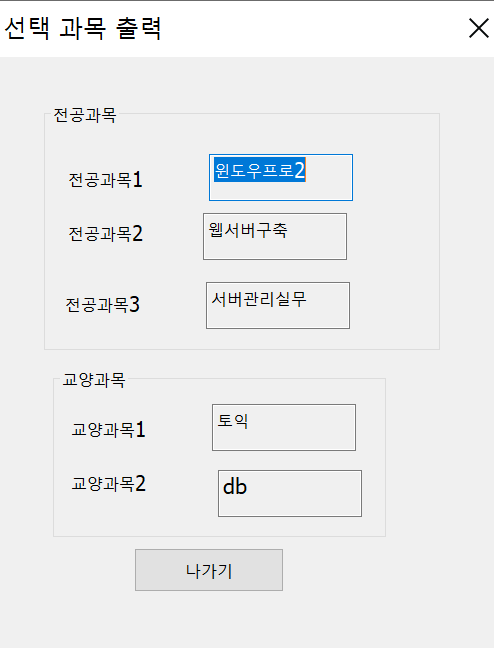 선택 과목 출력
전공과목
전공과목1
윈도우프로2
전공과목2
웹서버구축
전공과목3
서버관리실무
교양과목
교양과목1
토익
교양과목2
db
나가기